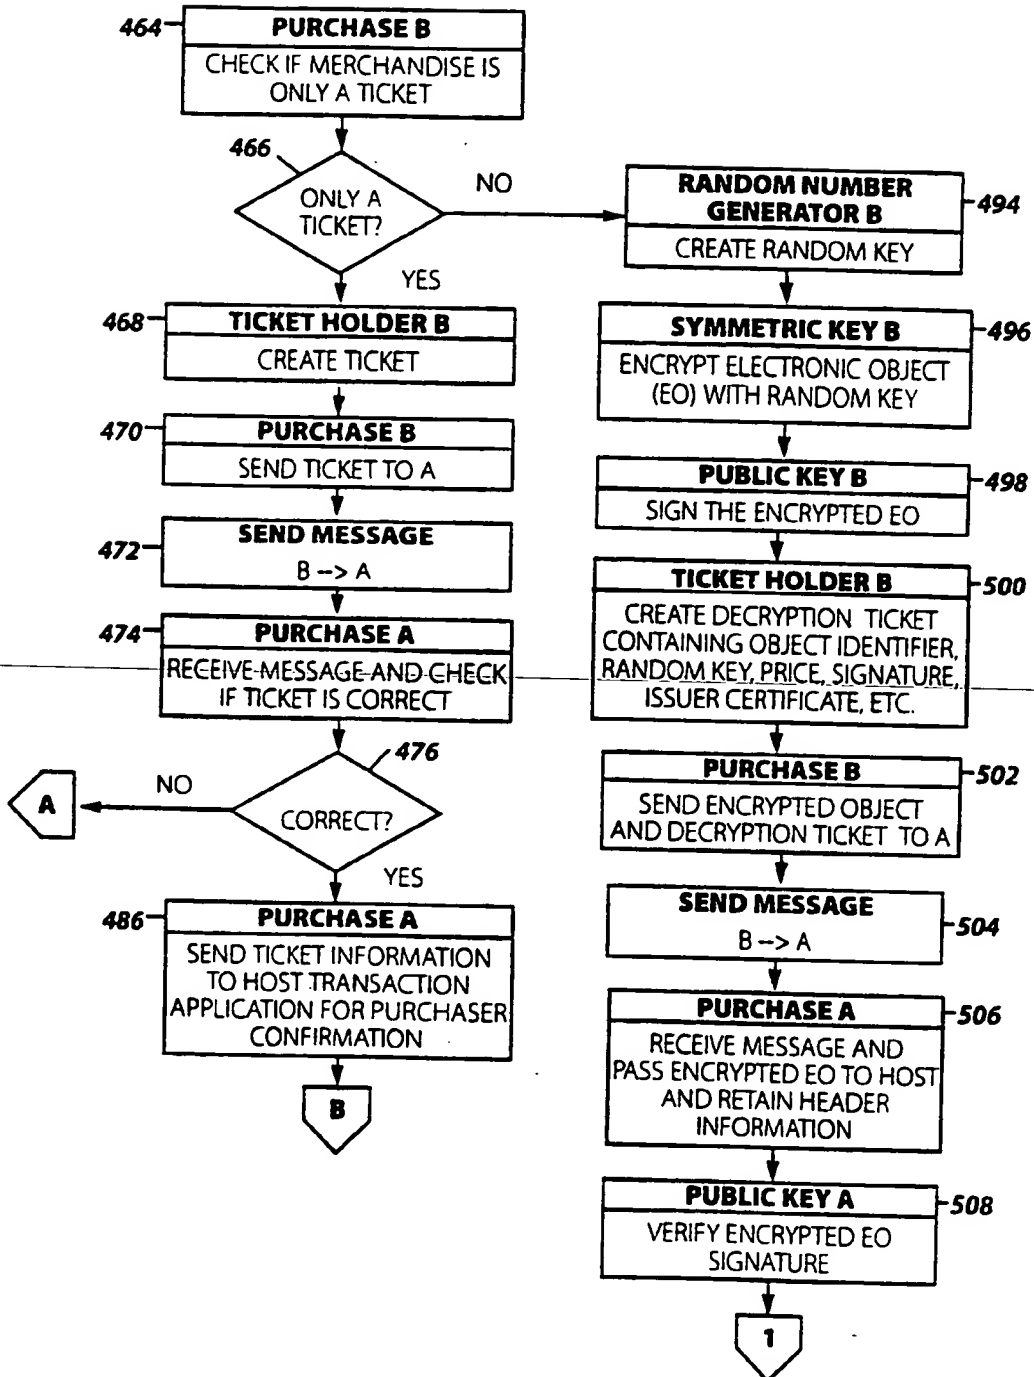 464
PURCHASE B
CHECK IF MERCHANDISE IS
ONLY A TICKET
466
ONLY A
TICKET?
NO
YES
468
TICKET HOLDER B
CREATE TICKET
470
PURCHASE B
SEND TICKET TO A
472
SEND MESSAGE
B --> A
474
PURCHASE A
RECEIVE MESSAGE AND CHECK
IF TICKET IS CORRECT
476
CORRECT?
NO
A
YES
486
PURCHASE A
SEND TICKET INFORMATION
TO HOST TRANSACTION
APPLICATION FOR PURCHASER
CONFIRMATION
B
RANDOM NUMBER
GENERATOR B
494
CREATE RANDOM KEY
SYMMETRIC KEY B
496
ENCRYPT ELECTRONIC OBJECT
(EO) WITH RANDOM KEY
PUBLIC KEY B
498
SIGN THE ENCRYPTED EO
TICKET HOLDER B
500
CREATE DECRYPTION TICKET
CONTAINING OBJECT IDENTIFIER,
RANDOM KEY, PRICE, SIGNATURE,
ISSUER CERTIFICATE, ETC.
PURCHASE B
502
SEND ENCRYPTED OBJECT
AND DECRYPTION TICKET TO A
SEND MESSAGE
504
B --> A
PURCHASE A
506
RECEIVE MESSAGE AND
PASS ENCRYPTED EO TO HOST
AND RETAIN HEADER
INFORMATION
PUBLIC KEY A
508
VERIFY ENCRYPTED EO
SIGNATURE
1